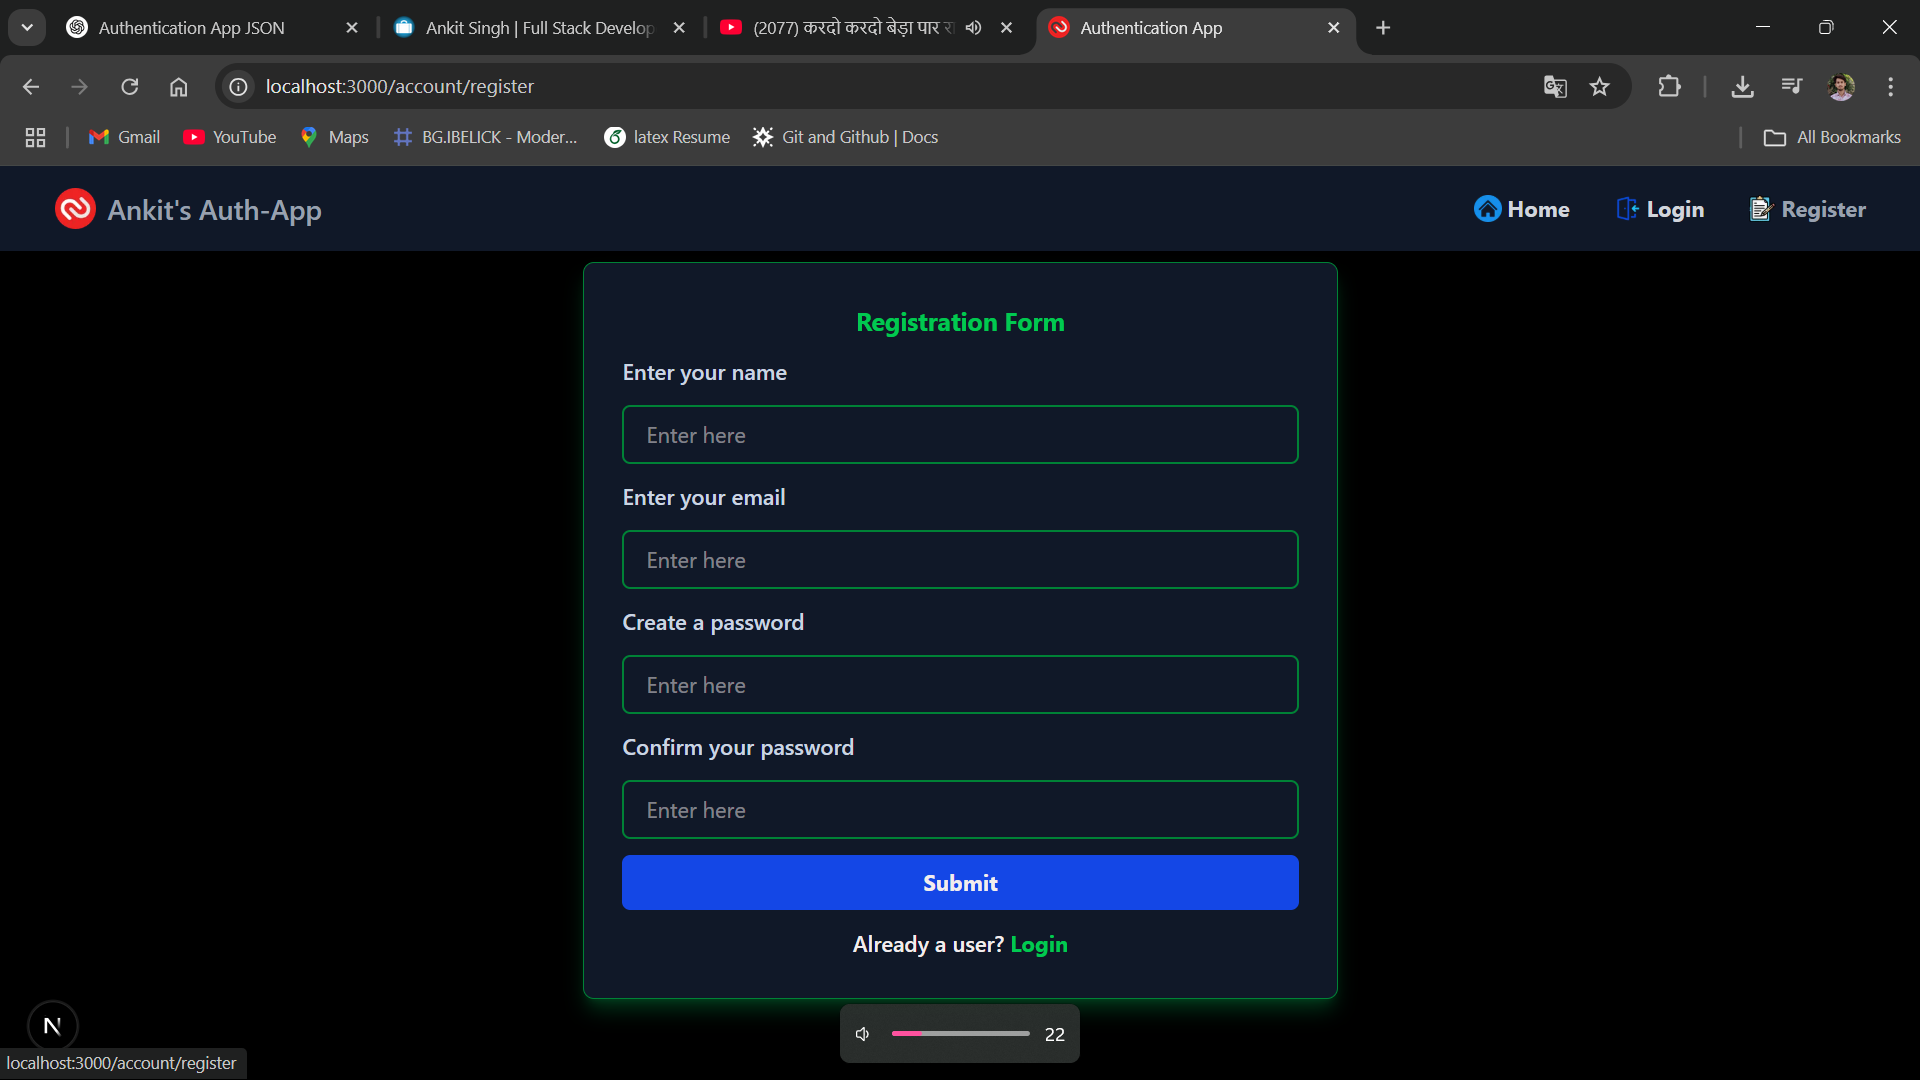 Authentication App JSON
Ankit Singh | Full Stack Develop
(2077) करदो करदो बेड़ा पार
Authentication App
localhost:3000/account/register
Gmail
YouTube
Maps
BG.IBELICK - Moder...
latex Resume
Git and Github | Docs
All Bookmarks
Ankit's Auth-App
Home
Login
Register
Registration Form
Enter your name
Enter here
Enter your email
Enter here
Create a password
Enter here
Confirm your password
Enter here
Submit
Already a user? Login
N
22
localhost:3000/account/register